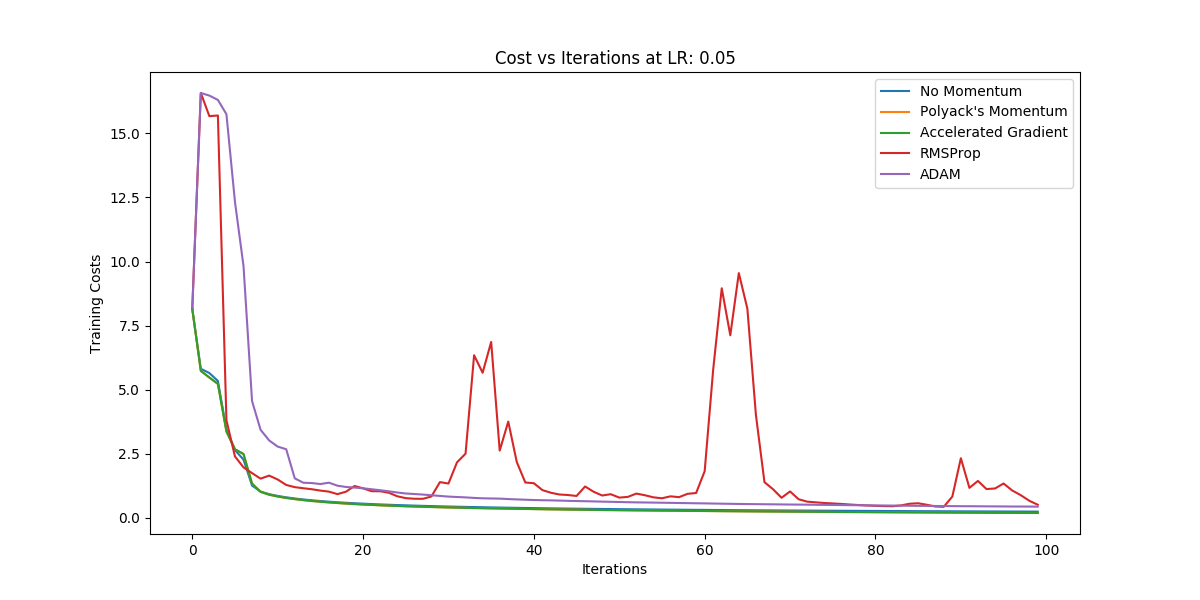 Cost vs Iterations at LR: 0.05
No Momentum
Polyack's Momentum
Accelerated Gradient
RMSProp
ADAM
Training Costs
15.0
12.5
10.0
7.5
5.0
2.5
0.0
0 20 40 60 80 100
Iterations